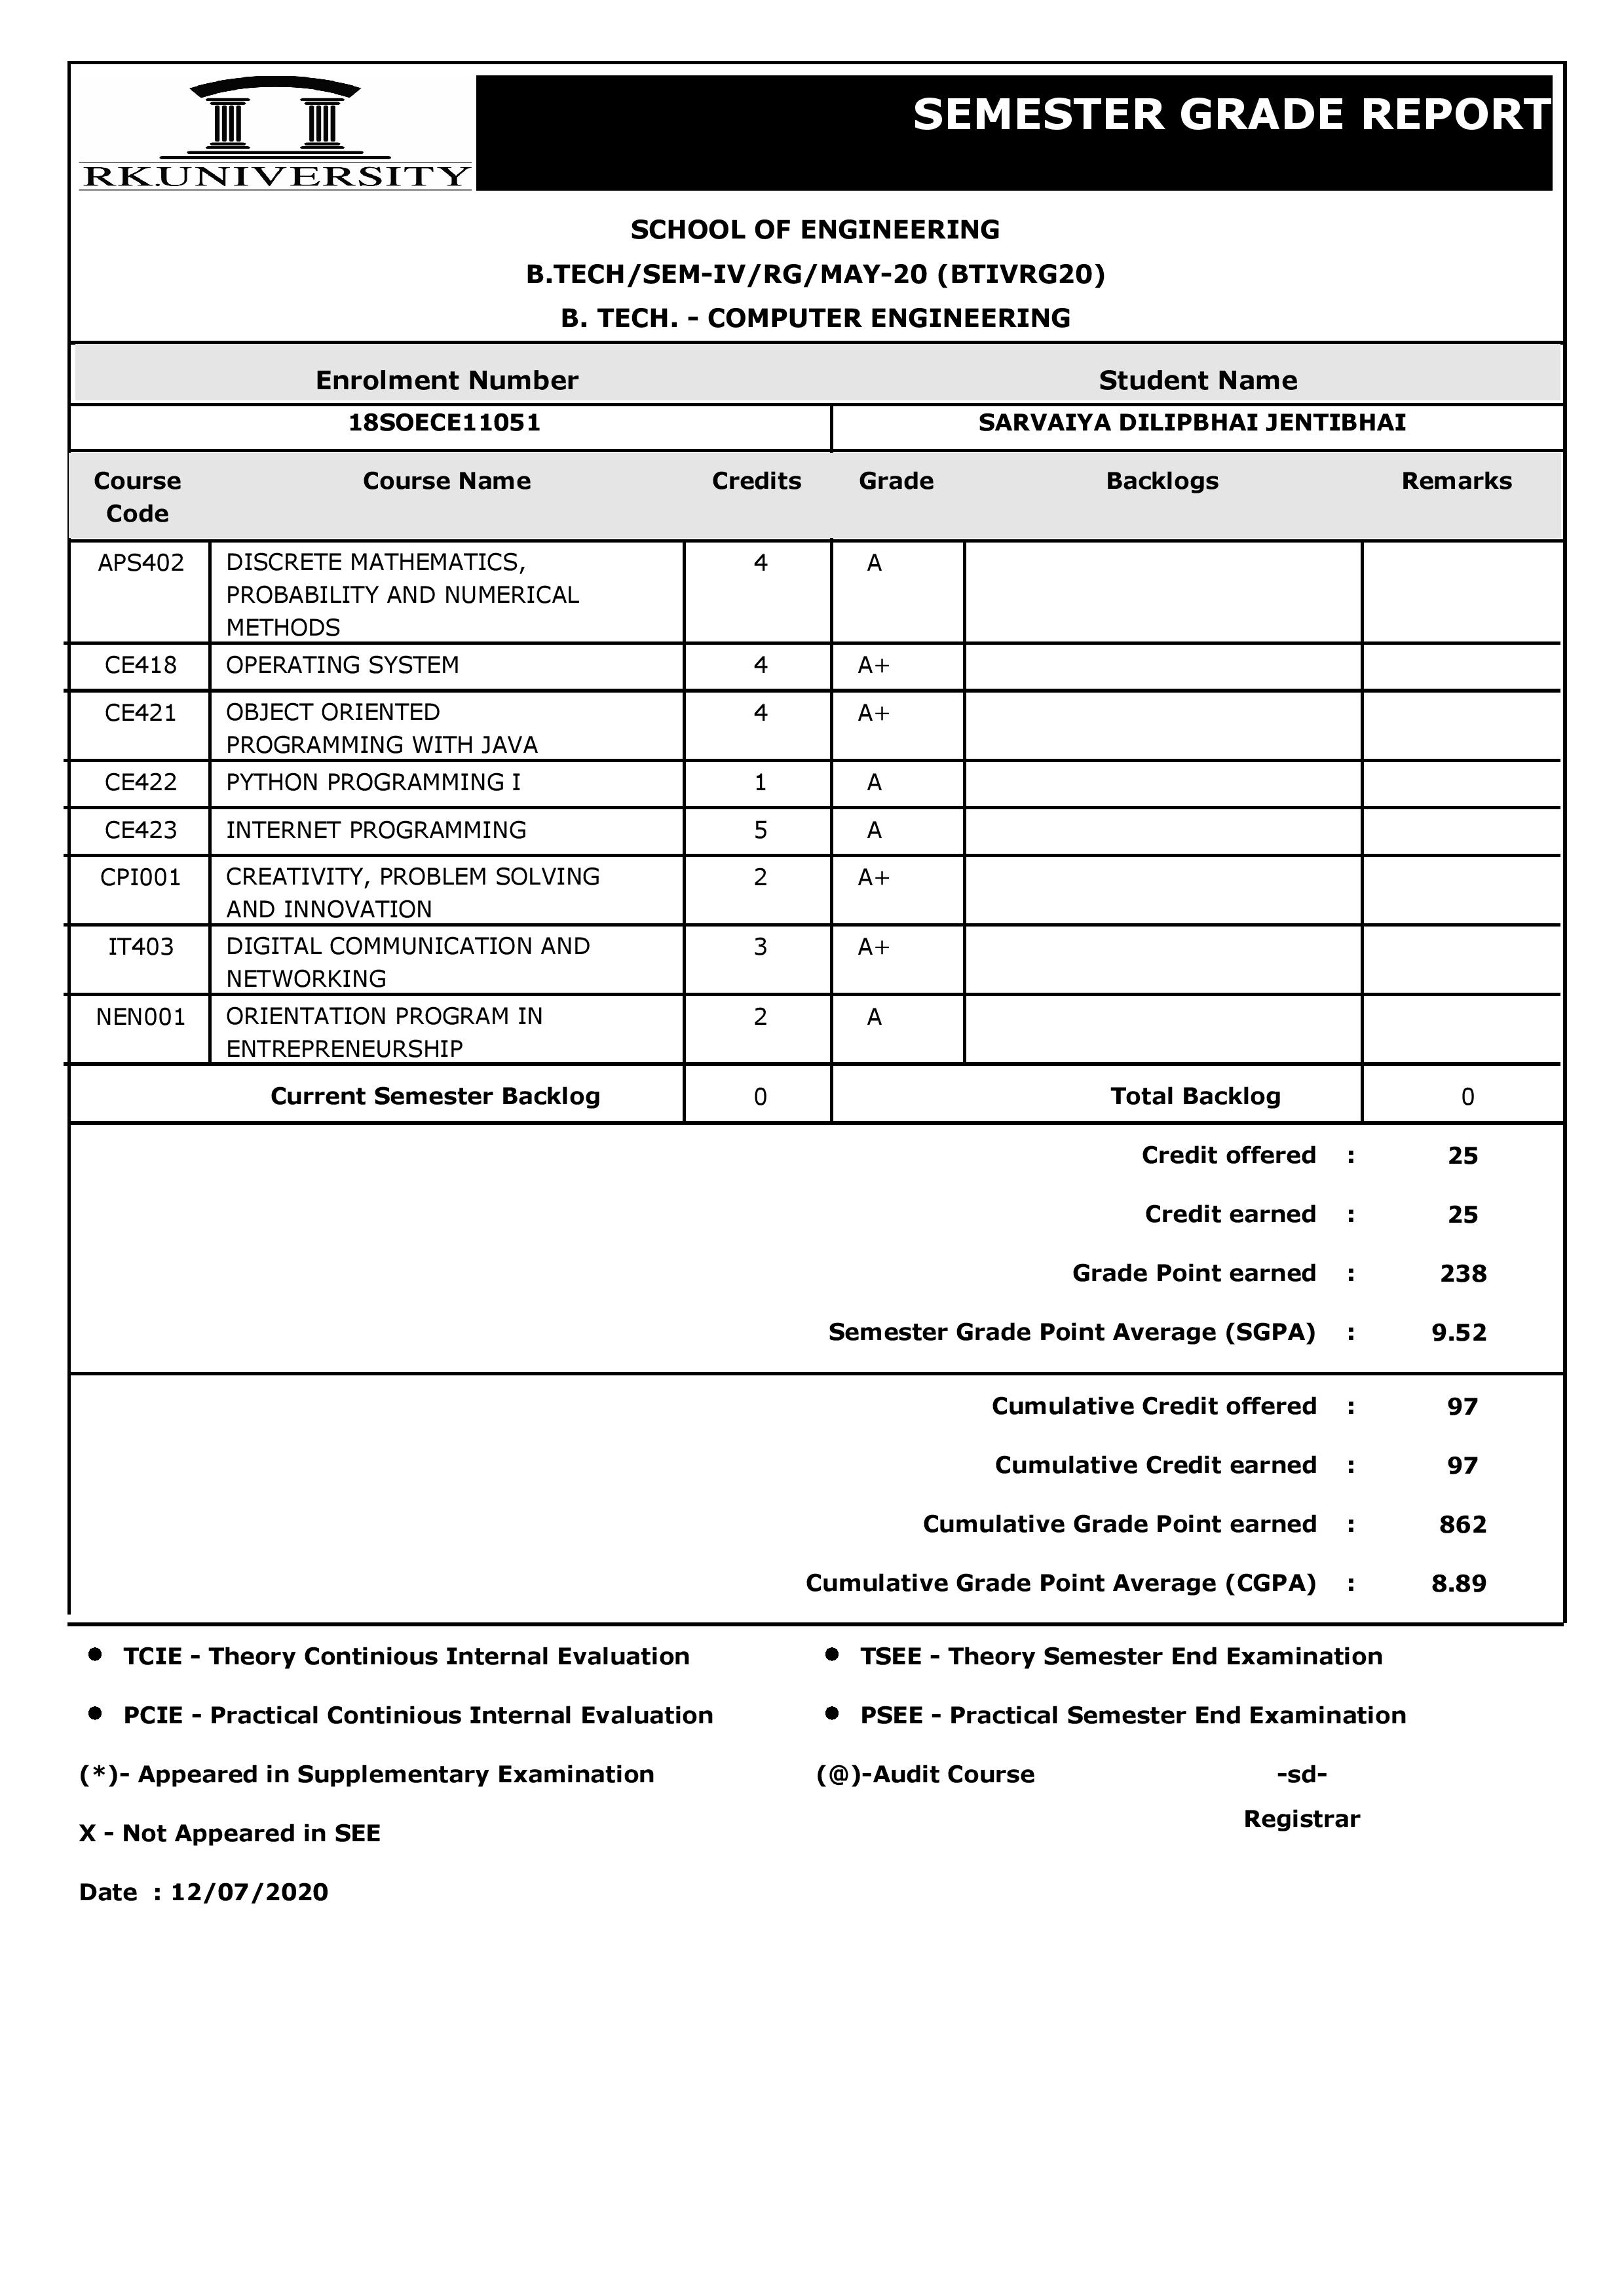 SEMESTER GRADE REPORT
RK.UNIVERSITY
SCHOOL OF ENGINEERING
B.TECH/SEM-IV/RG/MAY-20 (BTIVRG20)
B. TECH. - COMPUTER ENGINEERING
Enrolment Number Student Name
18SOECE11051 SARVAIYA DILIPBHAI JENTIBHAI
Course Course Name Credits Grade Backlogs Remarks
Code
APS402 DISCRETE MATHEMATICS, 4 A
PROBABILITY AND NUMERICAL
METHODS
CE418 OPERATING SYSTEM 4 A+
CE421 OBJECT ORIENTED 4 A+
PROGRAMMING WITH JAVA
CE422 PYTHON PROGRAMMING I 1 A
CE423 INTERNET PROGRAMMING 5 A
CPI001 CREATIVITY, PROBLEM SOLVING 2 A+
AND INNOVATION
IT403 DIGITAL COMMUNICATION AND 3 A+
NETWORKING
NEN001 ORIENTATION PROGRAM IN 2 A
ENTREPRENEURSHIP
Current Semester Backlog 0 Total Backlog 0
Credit offered : 25
Credit earned : 25
Grade Point earned : 238
Semester Grade Point Average (SGPA) : 9.52
Cumulative Credit offered : 97
Cumulative Credit earned : 97
Cumulative Grade Point earned : 862
Cumulative Grade Point Average (CGPA) : 8.89
● TCIE - Theory Continious Internal Evaluation ● TSEE - Theory Semester End Examination
● PCIE - Practical Continious Internal Evaluation ● PSEE - Practical Semester End Examination
(*)- Appeared in Supplementary Examination (@)-Audit Course -sd-
Registrar
X - Not Appeared in SEE
Date : 12/07/2020